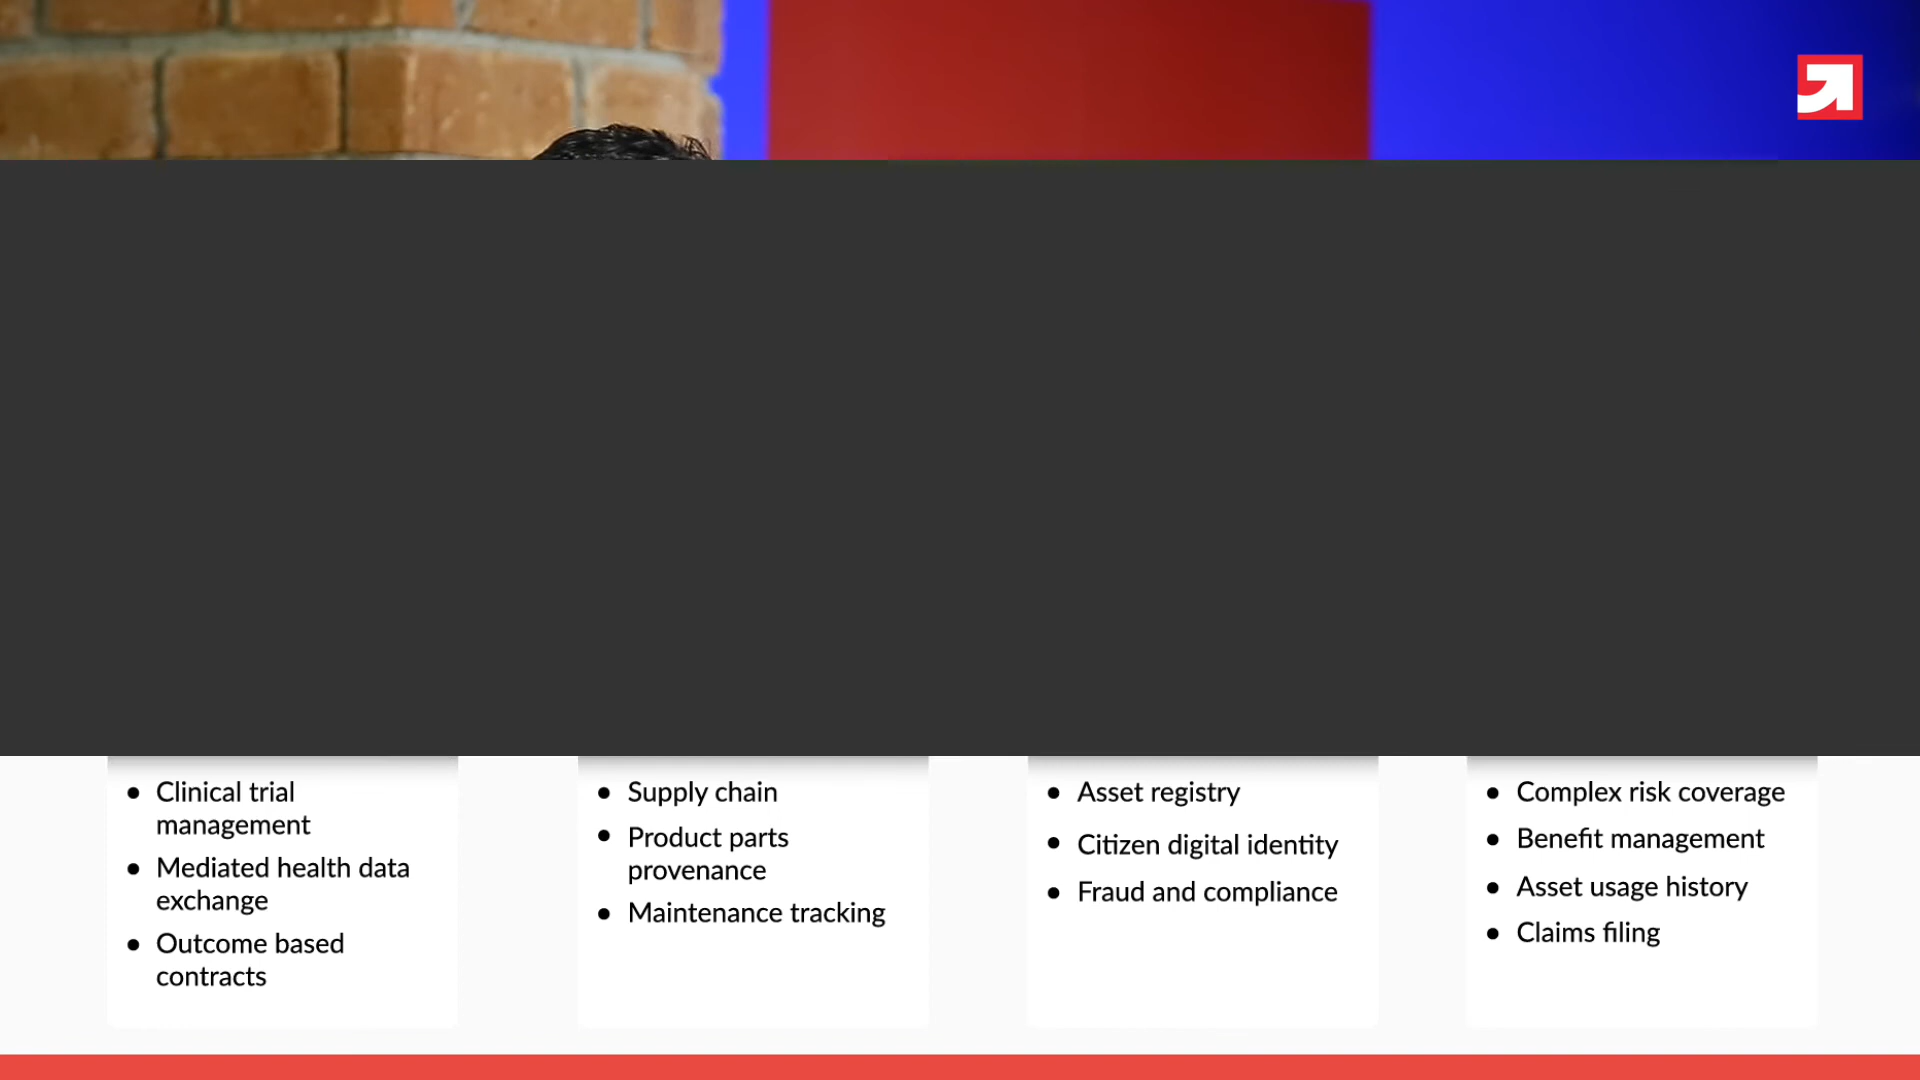 Clinical trial
management
Mediated health data
exchange
Outcome based
contracts
Supply chain
Product parts
provenance
Maintenance tracking
Asset registry
Citizen digital identity
Fraud and compliance
Complex risk coverage
Benefit management
Asset usage history
Claims filing